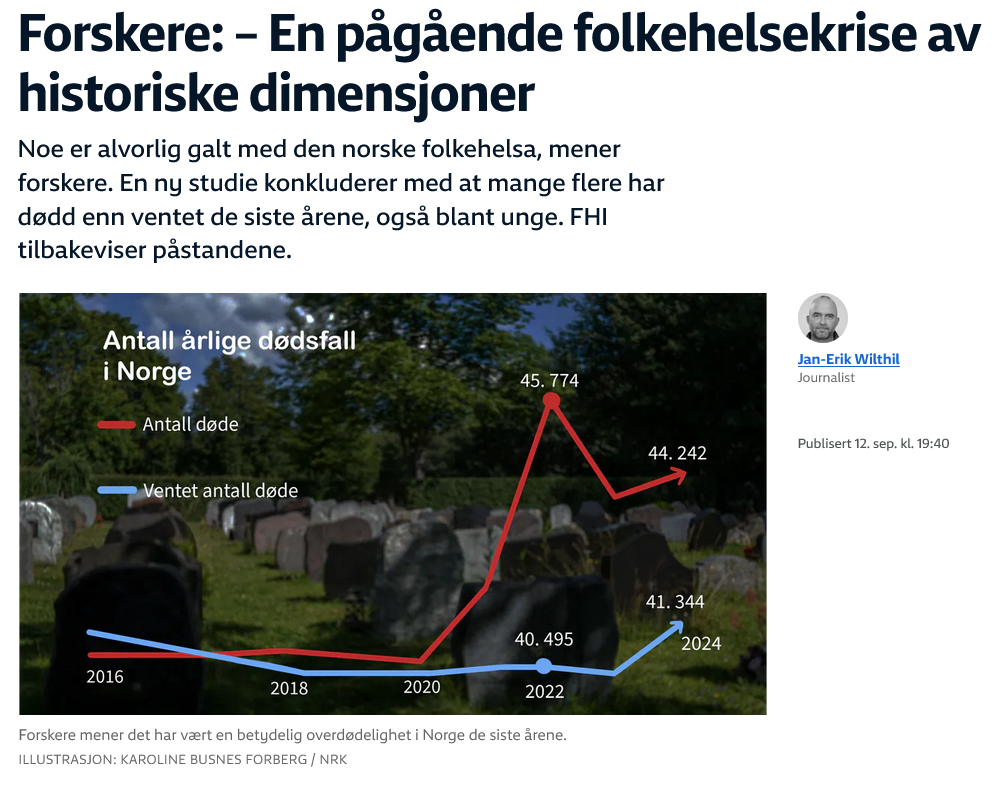 Forskere: – En pågående folkehelsekrise av
historiske dimensjoner
Noe er alvorlig galt med den norske folkehelsa, mener
forskere. En ny studie konkluderer med at mange flere har
dødd enn ventet de siste årene, også blant unge. FHI
tilbakeviser påstandene.
Antall årlige dødsfall
i Norge
Antall døde
Ventet antall døde
45. 774
44. 242
41. 344
40. 495
2016
2018
2020
2022
2024
Jan-Erik Wilthil
Journalist
Publisert 12. sep. kl. 19:40
Forskere mener det har vært en betydelig overdødelighet i Norge de siste årene.
ILLUSTRASJON: KAROLINE BUSNES FORBERG / NRK